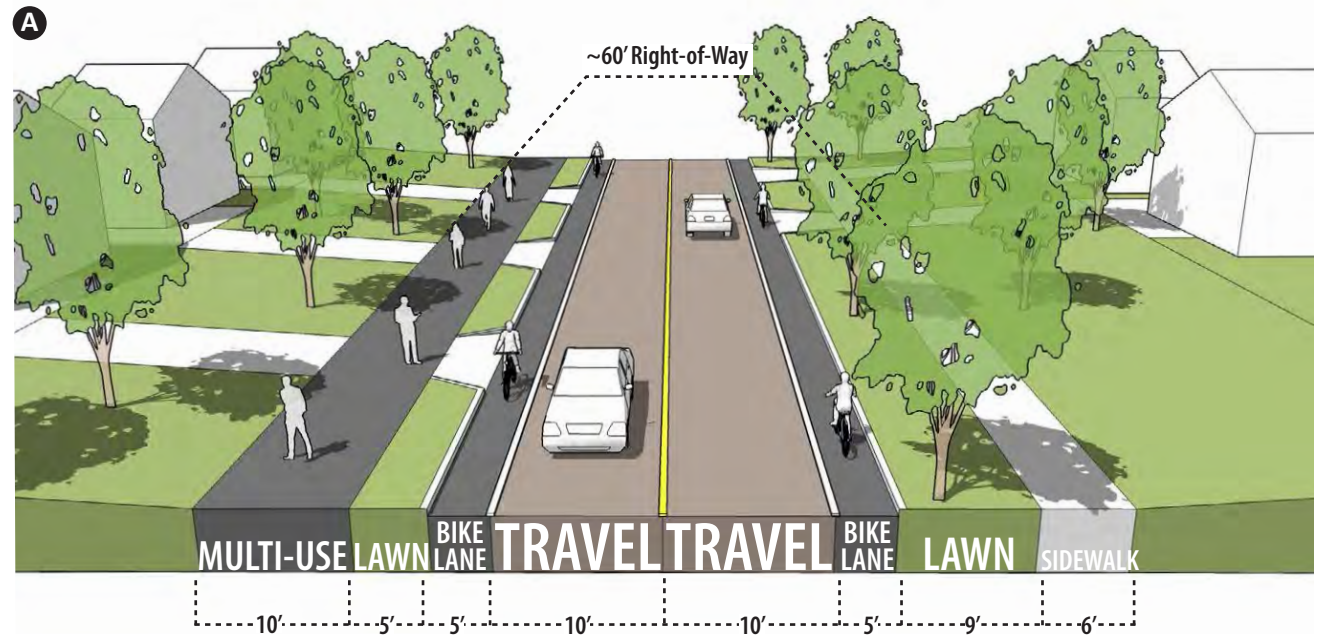 A
~60’ Right-of-Way
MULTI-USE
LAWN
BIKE
LANE
TRAVEL
TRAVEL
BIKE
LANE
LAWN
SIDEWALK
10’
5’
5’
10’
10’
5’
9’
6’